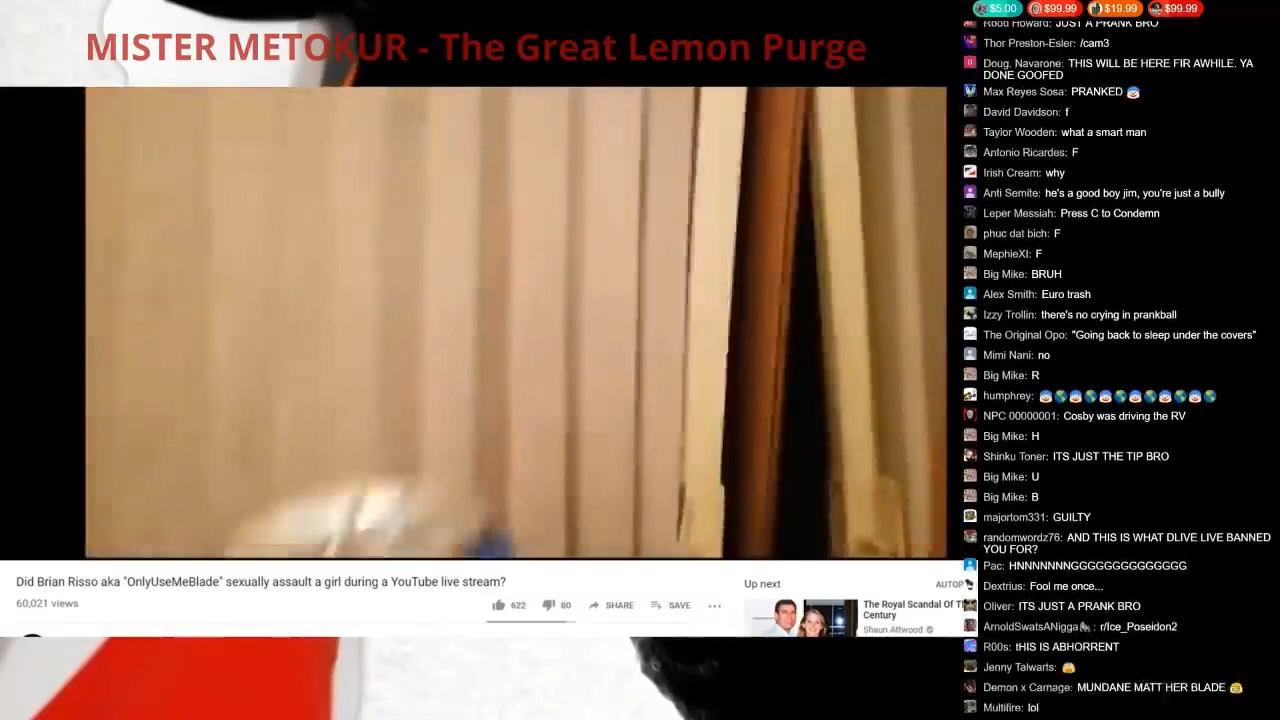 MISTER METOKUR - The Great Lemon Purge
$5.00 $99.99 $19.99 $99.99
Rodd Howard: JUST A PRANK BRO
Thor Preston-Esler: /cam3
Doug. Navarone: THIS WILL BE HERE FIR AWHILE. YA
DONE GOOFED
Max Reyes Sosa: PRANKED 🤡
David Davidson: f
Taylor Wooden: what a smart man
Antonio Ricardes: F
Irish Cream: why
Anti Semite: he's a good boy jim, you're just a bully
Leper Messiah: Press C to Condemn
phuc dat bich: F
MephieXI: F
Big Mike: BRUH
Alex Smith: Euro trash
Izzy Trollin: there's no crying in prankball
The Original Opo: "Going back to sleep under the covers"
Mimi Nani: no
Big Mike: R
humphrey: 🤡🌎🤡🌎🤡🌎🤡🌎🤡🌎🤡🌎
NPC 00000001: Cosby was driving the RV
Big Mike: H
Shinku Toner: ITS JUST THE TIP BRO
Big Mike: U
Big Mike: B
majortom331: GUILTY
randomwordz76: AND THIS IS WHAT DLIVE LIVE BANNED
YOU FOR?
Pac: HNNNNNNNGGGGGGGGGGGGGG
Dextrius: Fool me once...
Oliver: ITS JUST A PRANK BRO
ArnoldSwatsANigga: r/Ice_Poseidon2
R00s: tHIS IS ABHORRENT
Jenny Talwarts: 😱
Demon x Carnage: MUNDANE MATT HER BLADE
Multifire: lol
Did Brian Risso aka "OnlyUseMeBlade" sexually assault a girl during a YouTube live stream?
60,021 views
622 80 SHARE SAVE
Up next
AUTOP
The Royal Scandal Of Th
Century
Shaun Attwood